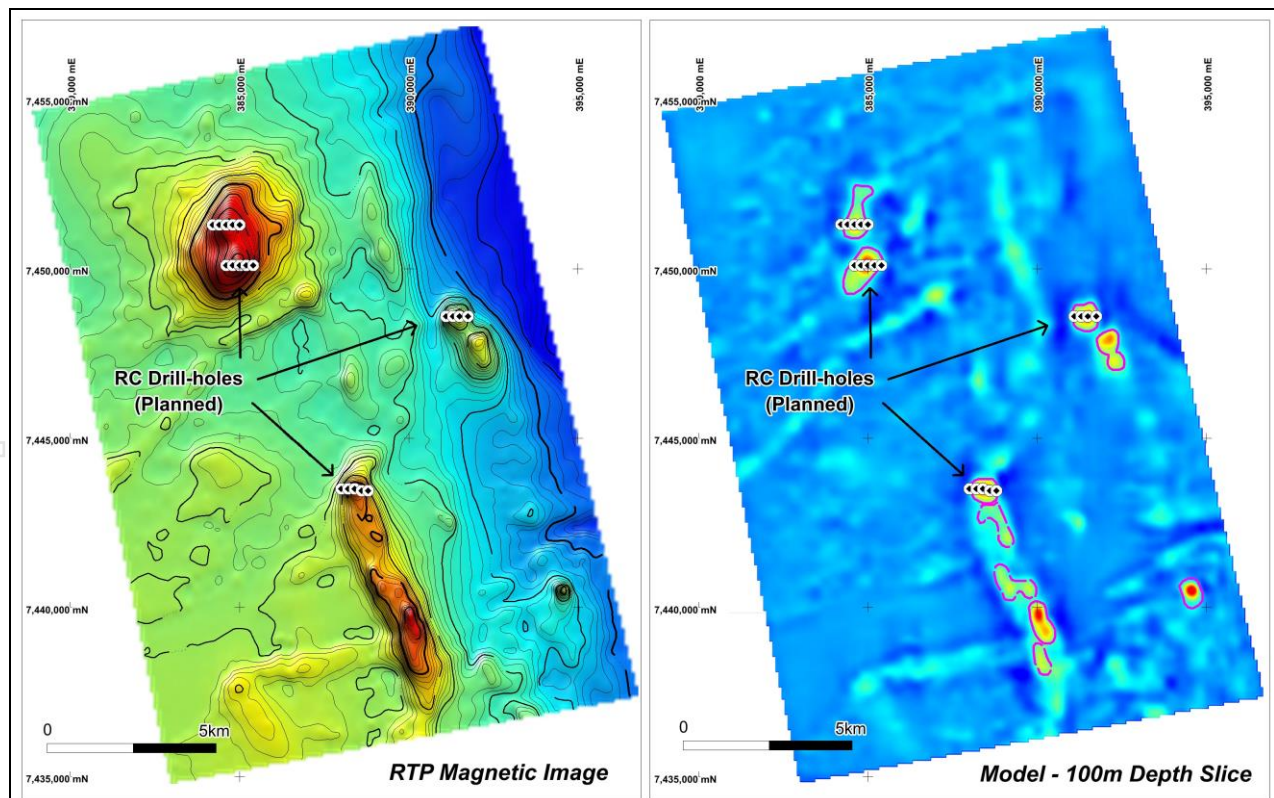 380,000 mE
385,000 mE
390,000 mE
395,000 mE
7,455,000 mN
7,450,000 mN
RC Drill-holes
(Planned)
7,445,000 mN
7,440,000 mN
0
5km
RTP Magnetic Image
7,435,000 mN
380,000 mE
385,000 mE
390,000 mE
395,000 mE
7,455,000 mN
7,450,000 mN
RC Drill-holes
(Planned)
7,445,000 mN
7,440,000 mN
0
5km
Model - 100m Depth Slice
7,435,000 mN